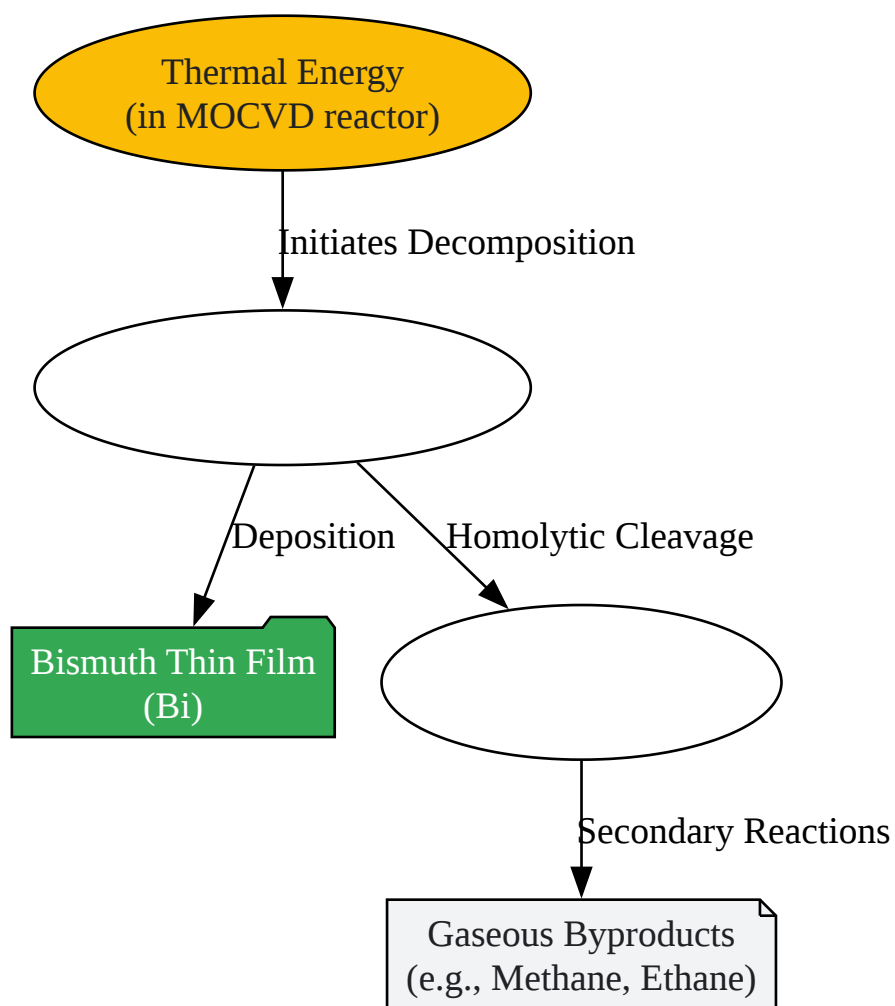 Thermal Energy
(in MOCVD reactor)
Initiates Decomposition
Deposition
Homolytic Cleavage
Bismuth Thin Film
(Bi)
Secondary Reactions
Gaseous Byproducts
(e.g., Methane, Ethane)